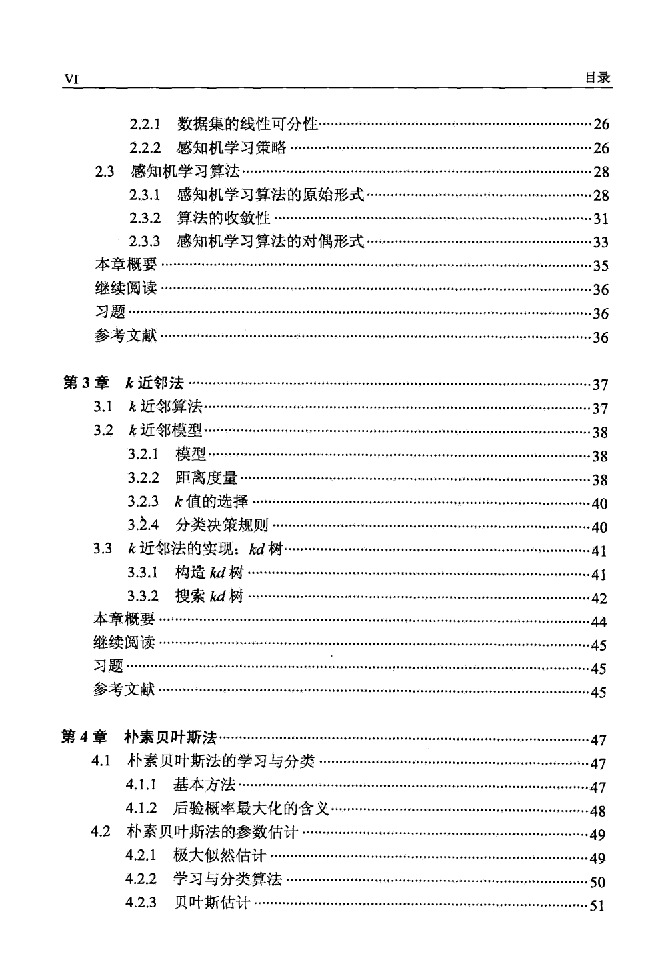 VI 目录
2.2.1 数据集的线性可分性……26
2.2.2 感知机学习策略……26
2.3 感知机学习算法……28
2.3.1 感知机学习算法的原始形式……28
2.3.2 算法的收敛性……31
2.3.3 感知机学习算法的对偶形式……33
本章概要……35
继续阅读……36
习题……36
参考文献……36
第 3 章 k 近邻法……37
3.1 k 近邻算法……37
3.2 k 近邻模型……38
3.2.1 模型……38
3.2.2 距离度量……38
3.2.3 k 值的选择……40
3.2.4 分类决策规则……40
3.3 k 近邻法的实现：kd 树……41
3.3.1 构造 kd 树……41
3.3.2 搜索 kd 树……42
本章概要……44
继续阅读……45
习题……45
参考文献……45
第 4 章 朴素贝叶斯法……47
4.1 朴素贝叶斯法的学习与分类……47
4.1.1 基本方法……47
4.1.2 后验概率最大化的含义……48
4.2 朴素贝叶斯法的参数估计……49
4.2.1 极大似然估计……49
4.2.2 学习与分类算法……50
4.2.3 贝叶斯估计……51